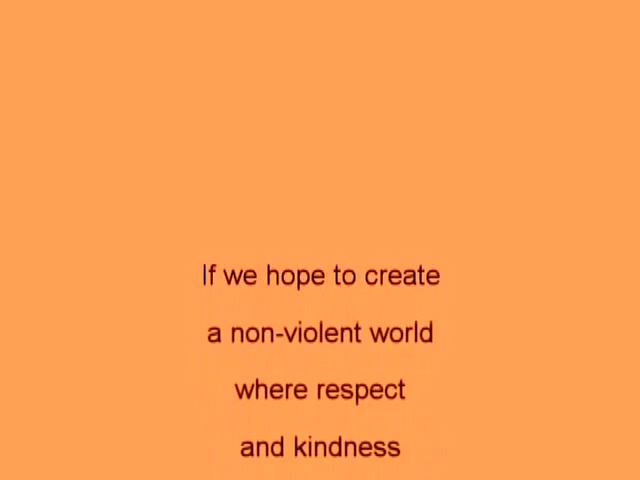 If we hope to create
a non-violent world
where respect
and kindness